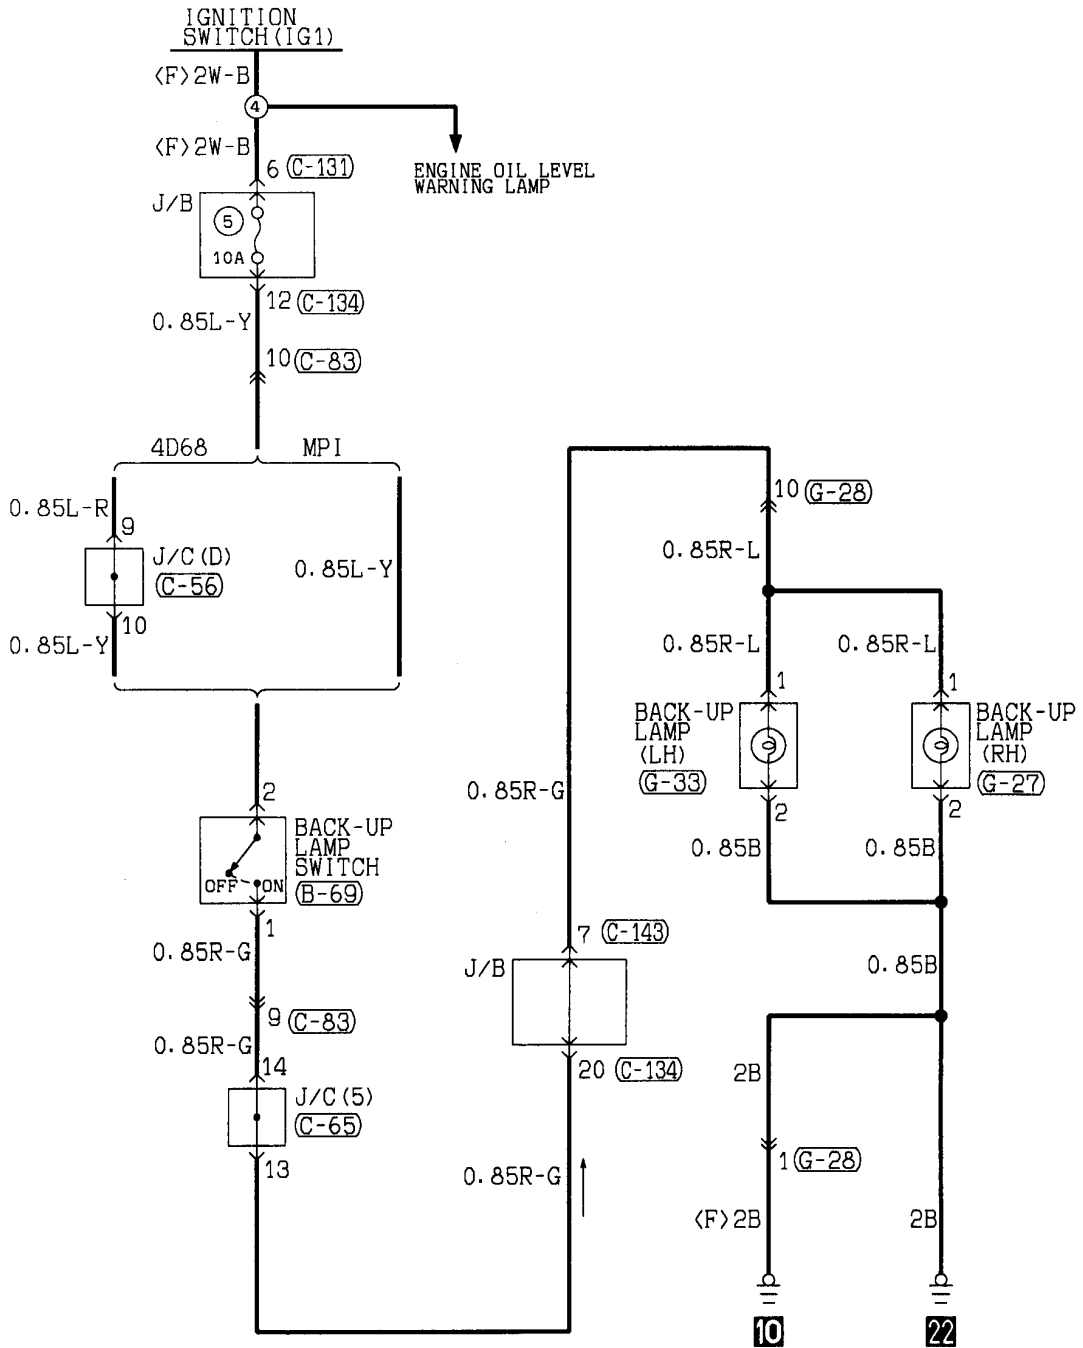 IGNITION
SWITCH(IG1)
<F>2W-B
4
<F>2W-B
6 (C-131)
ENGINE OIL LEVEL
WARNING LAMP
J/B
5
10A
12 (C-134)
0.85L-Y
10 (C-83)
4D68
MPI
0.85L-R
9
J/C(D)
(C-56)
0.85L-Y
10
0.85L-Y
2
BACK-UP
LAMP
SWITCH
OFF
ON
(B-69)
1
0.85R-G
9 (C-83)
0.85R-G
14
J/C(5)
(C-65)
13
0.85R-G
20 (C-134)
J/B
7 (C-143)
0.85R-G
10 (G-28)
0.85R-L
0.85R-L
0.85R-L
1
1
BACK-UP
LAMP
(LH)
(G-33)
BACK-UP
LAMP
(RH)
(G-27)
2
2
0.85B
0.85B
0.85B
2B
1 (G-28)
<F>2B
2B
10
22